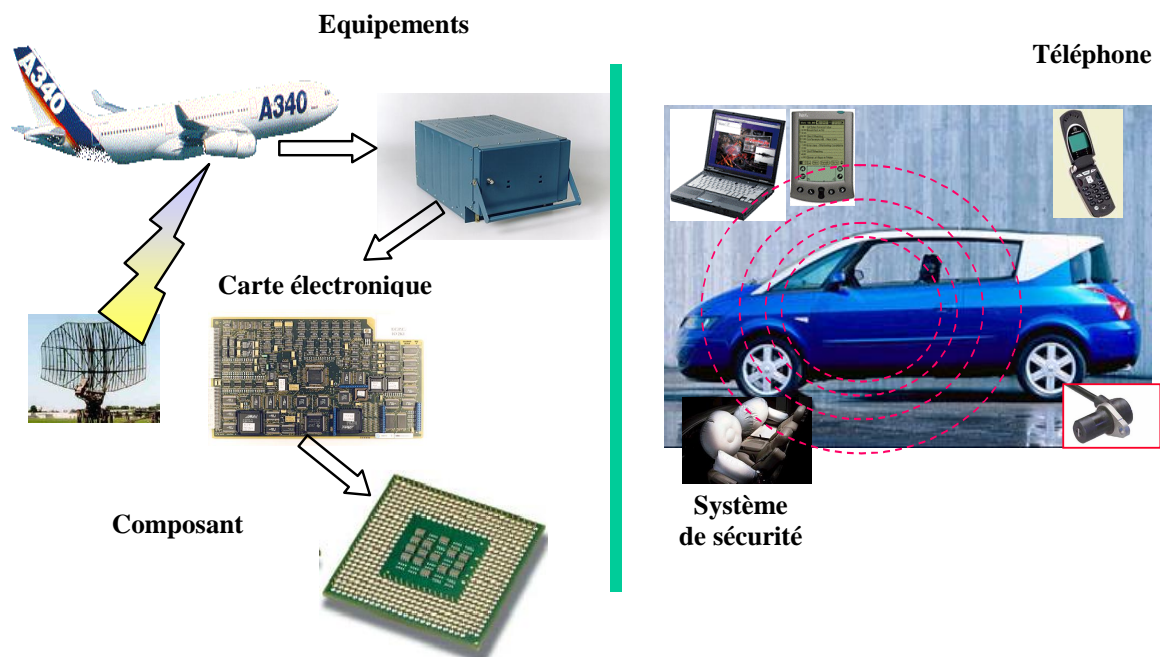 Equipements
Téléphone
A340
A340
Carte électronique
Composant
Système
de sécurité